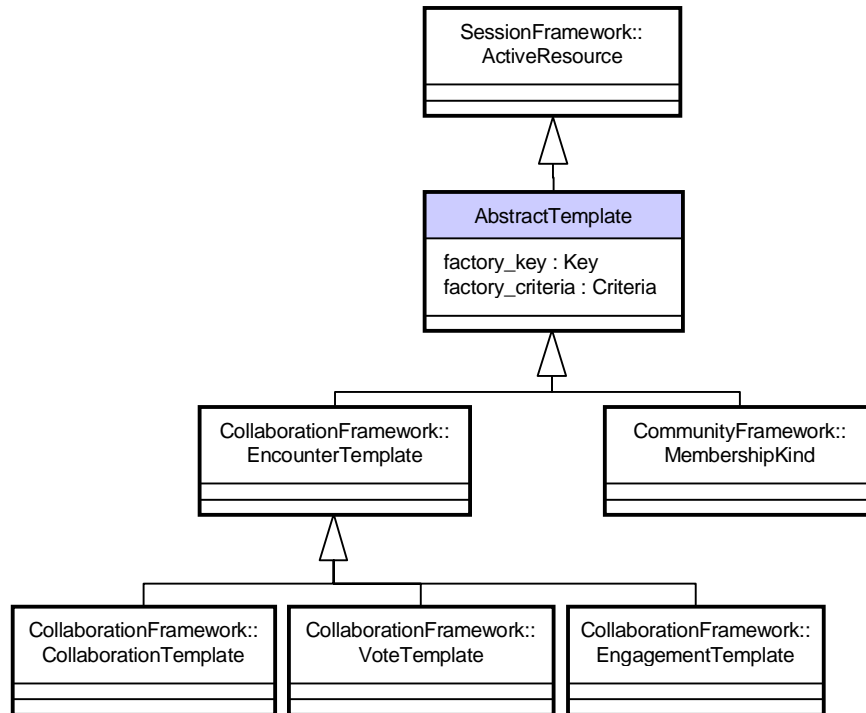 SessionFramework::
ActiveResource
AbstractTemplate
factory_key : Key
factory_criteria : Criteria
CollaborationFramework::
EncounterTemplate
CommunityFramework::
MembershipKind
CollaborationFramework::
CollaborationTemplate
CollaborationFramework::
VoteTemplate
CollaborationFramework::
EngagementTemplate